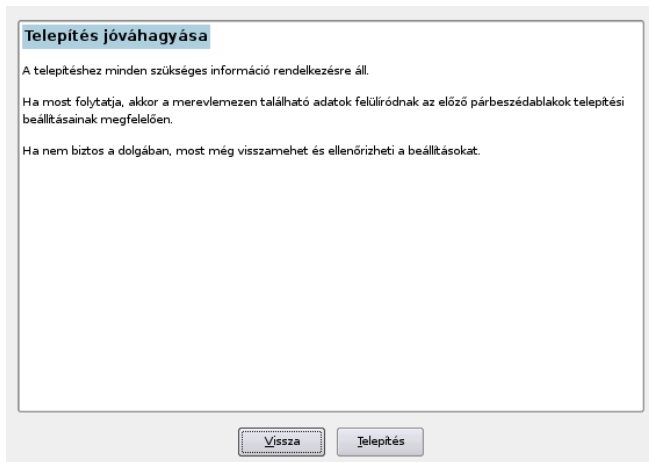 Telepítés jóváhagyása
A telepítéshez minden szükséges információ rendelkezésre áll.
Ha most folytatja, akkor a merevlemezen található adatok felülíródnak az előző párbeszédablakok telepítési
beállításainak megfelelően.
Ha nem biztos a dolgában, most még visszamehet és ellenőrizheti a beállításokat.
Vissza
Telepítés